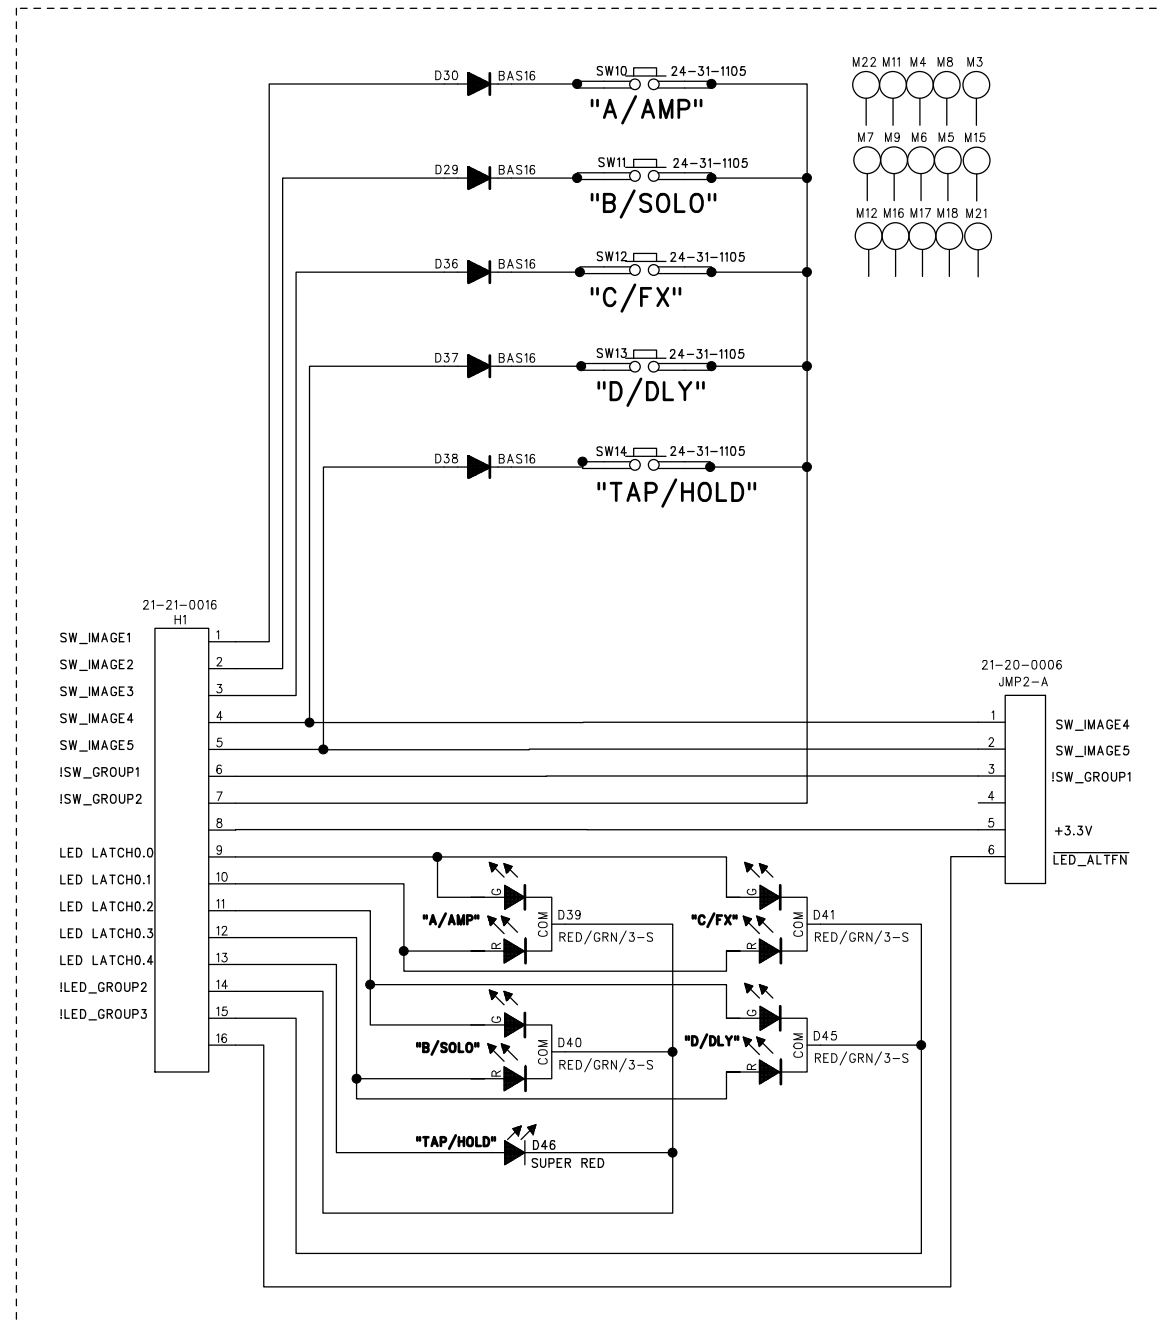 M22 M11 M4 M8 M3
D30 BAS16 SW10 24-31-1105
"A/AMP"
M7 M9 M6 M5 M15
D29 BAS16 SW11 24-31-1105
"B/SOLO"
M12 M16 M17 M18 M21
D36 BAS16 SW12 24-31-1105
"C/FX"
D37 BAS16 SW13 24-31-1105
"D/DLY"
D38 BAS16 SW14 24-31-1105
"TAP/HOLD"
21-21-0016
H1
SW_IMAGE1 1
SW_IMAGE2 2
SW_IMAGE3 3
SW_IMAGE4 4
SW_IMAGE5 5
!SW_GROUP1 6
!SW_GROUP2 7
8
LED LATCH0.0 9
LED LATCH0.1 10
LED LATCH0.2 11
LED LATCH0.3 12
LED LATCH0.4 13
!LED_GROUP2 14
!LED_GROUP3 15
16
21-20-0006
JMP2-A
1 SW_IMAGE4
2 SW_IMAGE5
3 !SW_GROUP1
4
5 +3.3V
6 LED_ALTFN
G
"A/AMP" COM D39
R RED/GRN/3-S
G
"C/FX" COM D41
R RED/GRN/3-S
G
"B/SOLO" COM D40
R RED/GRN/3-S
G
"D/DLY" COM D45
R RED/GRN/3-S
"TAP/HOLD" D46
SUPER RED